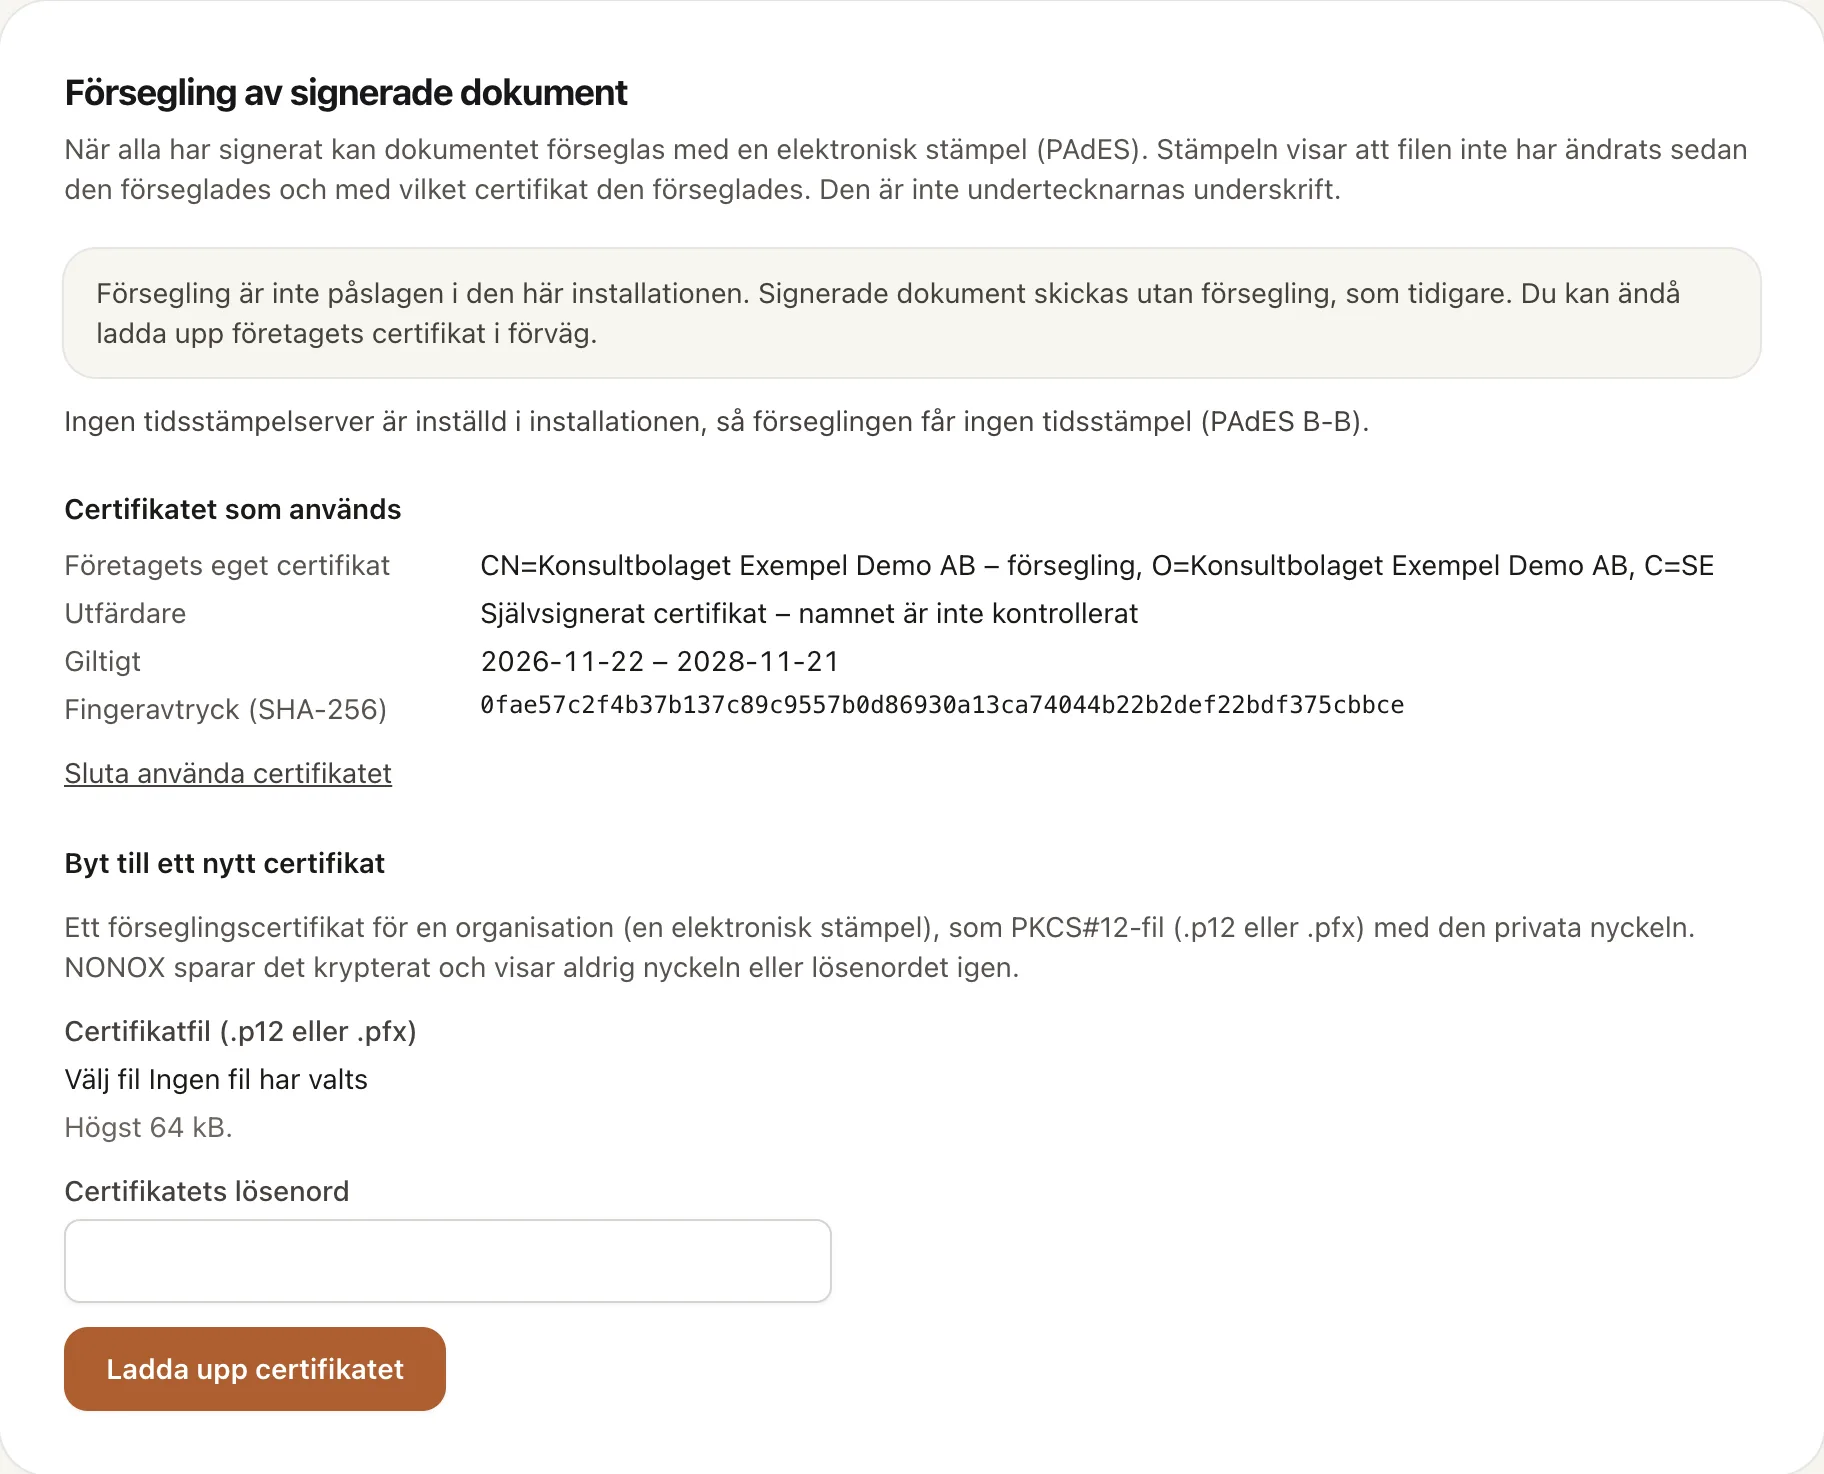 Försegling av signerade dokument
När alla har signerat kan dokumentet förseglas med en elektronisk stämpel (PAdES). Stämpeln visar att filen inte har ändrats sedan
den förseglades och med vilket certifikat den förseglades. Den är inte undertecknarnas underskrift.
Försegling är inte påslagen i den här installationen. Signerade dokument skickas utan försegling, som tidigare. Du kan ändå
ladda upp företagets certifikat i förväg.
Ingen tidsstämpelserver är inställd i installationen, så förseglingen får ingen tidsstämpel (PAdES B-B).
Certifikatet som används
Företagets eget certifikat CN=Konsultbolaget Exempel Demo AB – försegling, O=Konsultbolaget Exempel Demo AB, C=SE
Utfärdare Självsignerat certifikat – namnet är inte kontrollerat
Giltigt 2026-11-22 – 2028-11-21
Fingeravtryck (SHA-256) 0fae57c2f4b37b137c89c9557b0d86930a13ca74044b22b2def22bdf375cbbce
Sluta använda certifikatet
Byt till ett nytt certifikat
Ett förseglingscertifikat för en organisation (en elektronisk stämpel), som PKCS#12-fil (.p12 eller .pfx) med den privata nyckeln.
NONOX sparar det krypterat och visar aldrig nyckeln eller lösenordet igen.
Certifikatfil (.p12 eller .pfx)
Välj fil Ingen fil har valts
Högst 64 kB.
Certifikatets lösenord
Ladda upp certifikatet